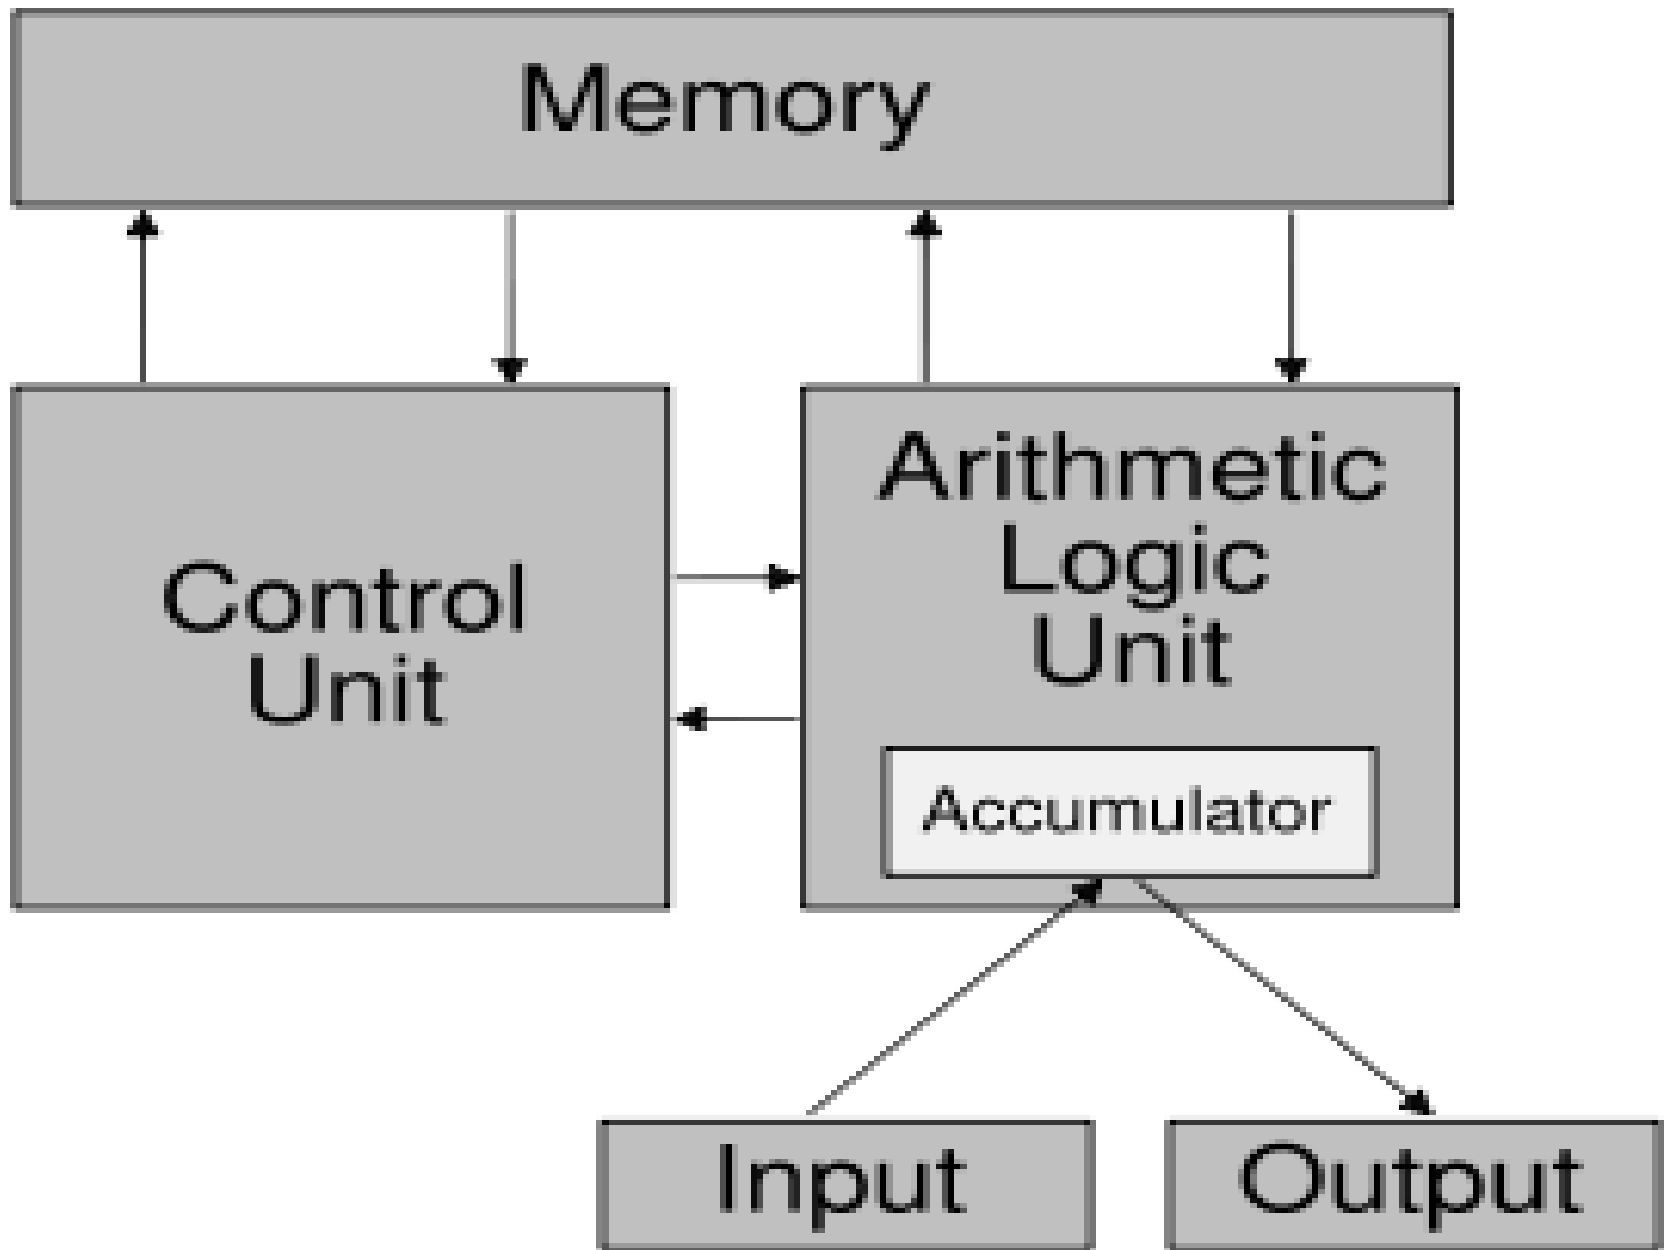 Memory
Control
Unit
Arithmetic
Logic
Unit
Accumulator
Input
Output